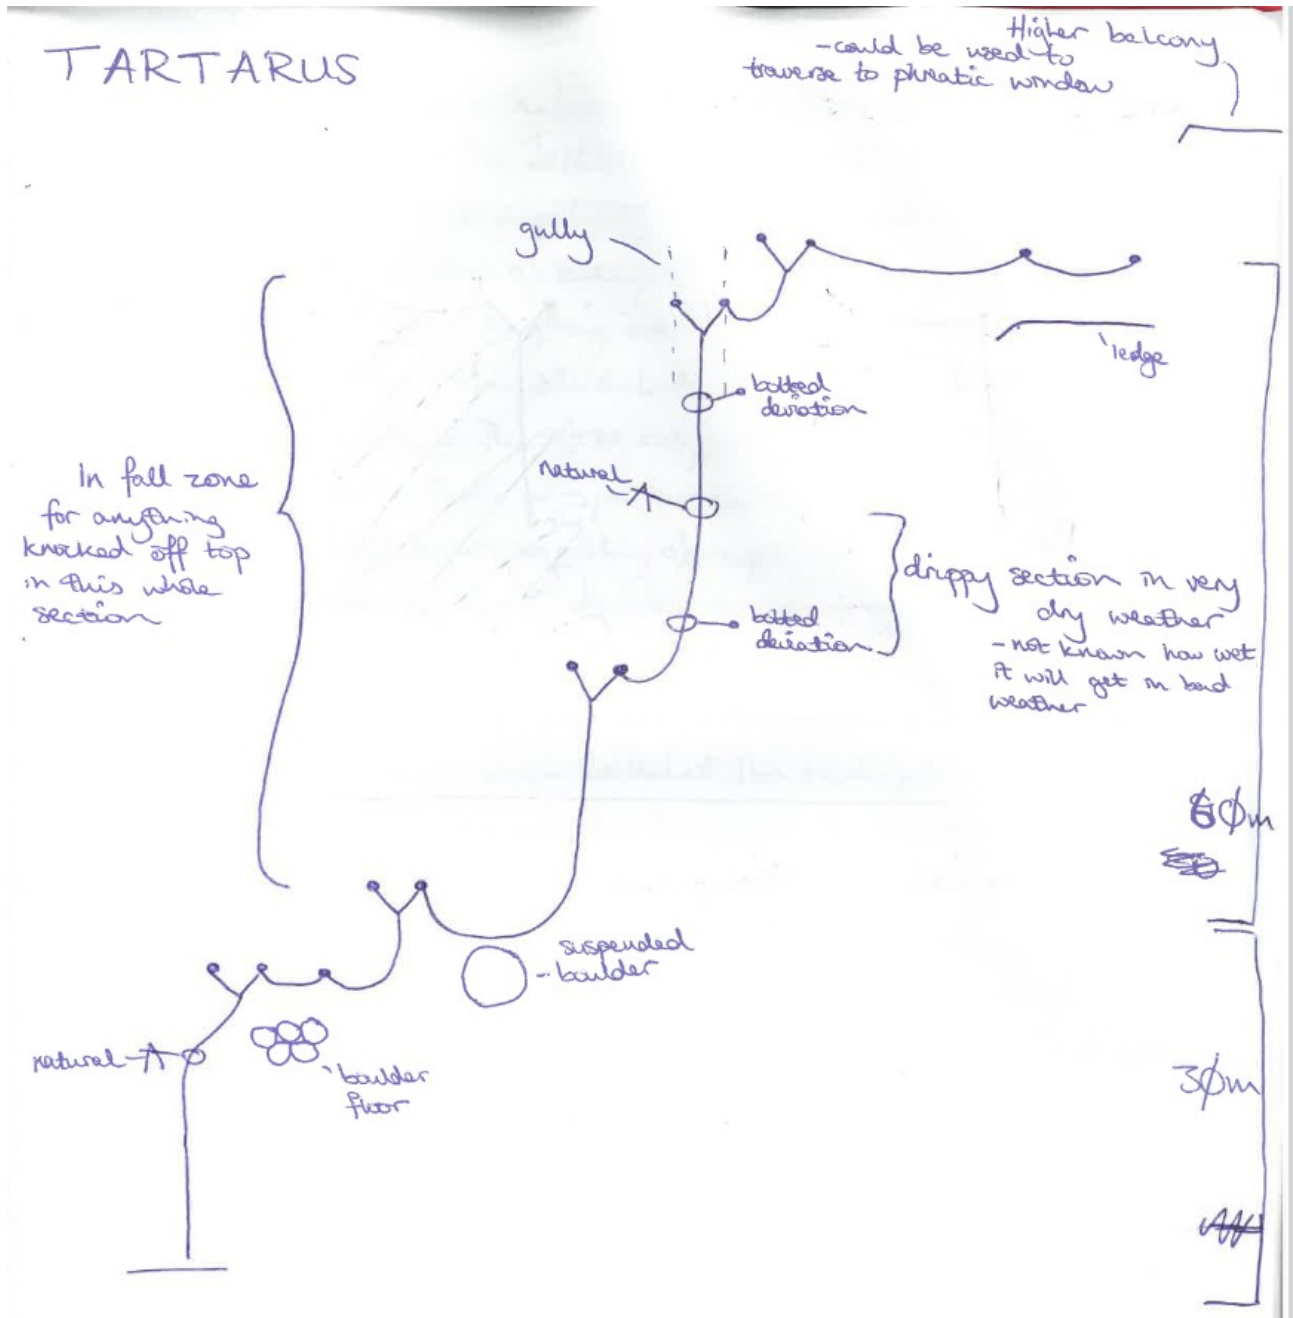 TARTARUS
Higher balcony
-could be used to
traverse to phreatic window
gully
ledge
bolted
deviation
natural
In fall zone
for anything
knocked off top
in this whole
section
drippy section in very
dry weather
- not known how wet
it will get in bad
weather
bolted
deviation
60m
suspended
boulder
natural
boulder
floor
30m